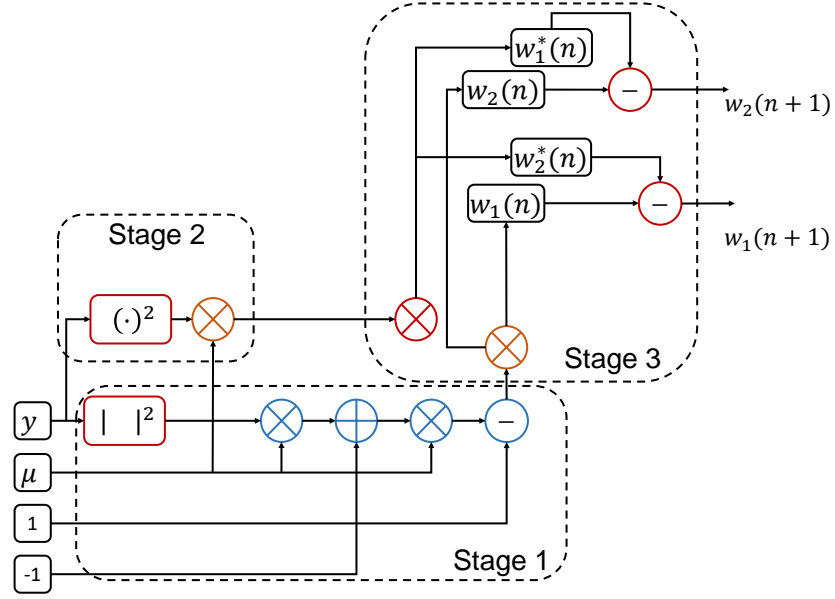 w₁*(n)
w₂(n)
−
w₂(n + 1)
w₂*(n)
w₁(n)
−
w₁(n + 1)
Stage 2
(·)²
Stage 3
y
| |²
−
μ
1
Stage 1
-1